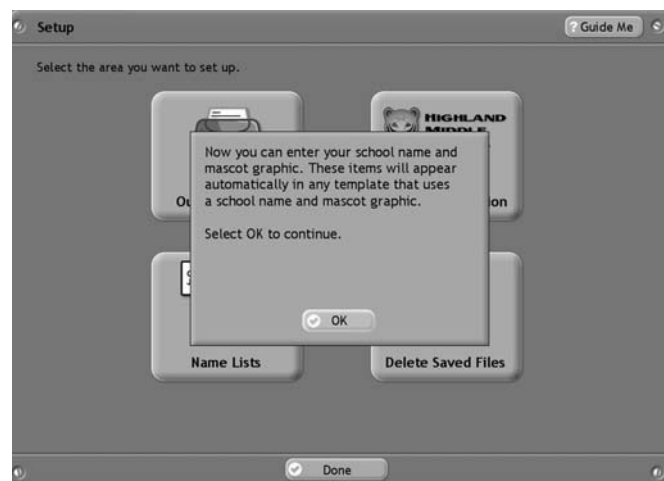 Setup
? Guide Me
Select the area you want to set up.
HIGHLAND
Now you can enter your school name and
mascot graphic. These items will appear
automatically in any template that uses
a school name and mascot graphic.
Select OK to continue.
OK
Name Lists
Delete Saved Files
Done